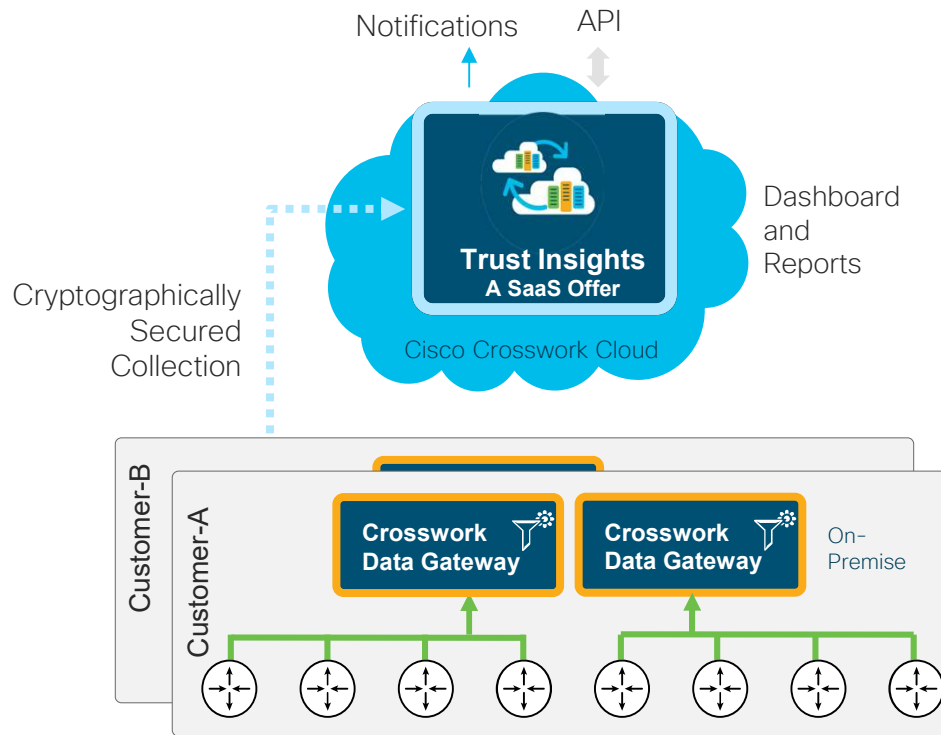 Notifications
API
Trust Insights
A SaaS Offer
Cisco Crosswork Cloud
Dashboard
and
Reports
Cryptographically
Secured
Collection
Customer-B
Customer-A
Crosswork
Data Gateway
Crosswork
Data Gateway
On-
Premise